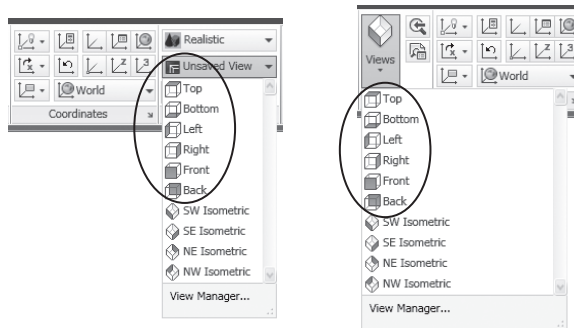 Realistic
Unsaved View
World
Coordinates
Top
Bottom
Left
Right
Front
Back
SW Isometric
SE Isometric
NE Isometric
NW Isometric
View Manager...
Views
World
Top
Bottom
Left
Right
Front
Back
SW Isometric
SE Isometric
NE Isometric
NW Isometric
View Manager...